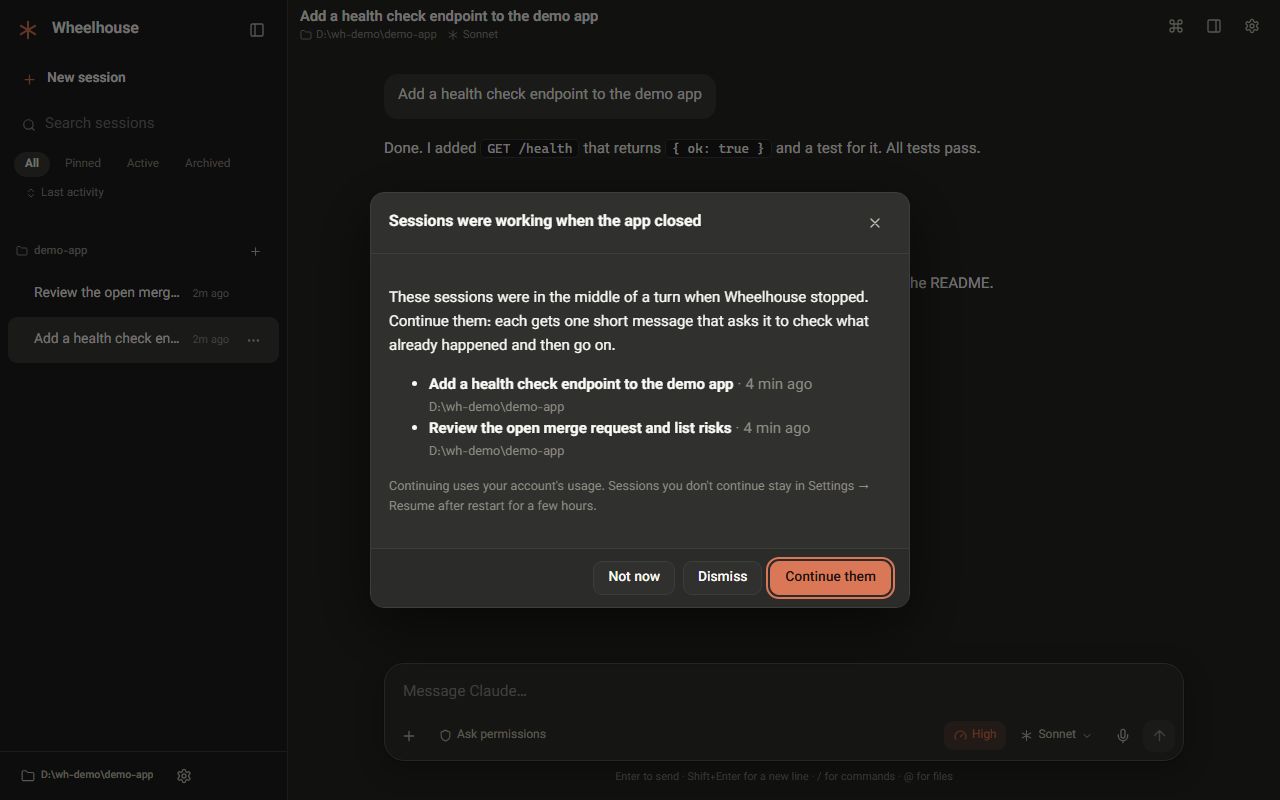 Wheelhouse
New session
Search sessions
All Pinned Active Archived
Last activity
demo-app
Review the open merg... 2m ago
Add a health check en... 2m ago
D:\wh-demo\demo-app
Add a health check endpoint to the demo app
D:\wh-demo\demo-app Sonnet
Add a health check endpoint to the demo app
Done. I added GET /health that returns { ok: true } and a test for it. All tests pass.
he README.
Sessions were working when the app closed
These sessions were in the middle of a turn when Wheelhouse stopped.
Continue them: each gets one short message that asks it to check what
already happened and then go on.
• Add a health check endpoint to the demo app · 4 min ago
D:\wh-demo\demo-app
• Review the open merge request and list risks · 4 min ago
D:\wh-demo\demo-app
Continuing uses your account's usage. Sessions you don't continue stay in Settings →
Resume after restart for a few hours.
Not now Dismiss Continue them
Message Claude...
Ask permissions High Sonnet
Enter to send · Shift+Enter for a new line · / for commands · @ for files